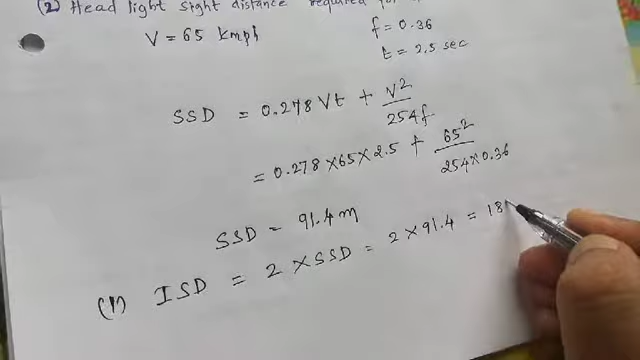 (2) Head light sight distance required for
V = 65 kmph
f = 0.36
t = 2.5 sec
SSD = 0.278 Vt + V²/254f
= 0.278 × 65 × 2.5 + 65²/254 × 0.36
SSD = 91.4 m
(1) ISD = 2 × SSD = 2 × 91.4 = 18